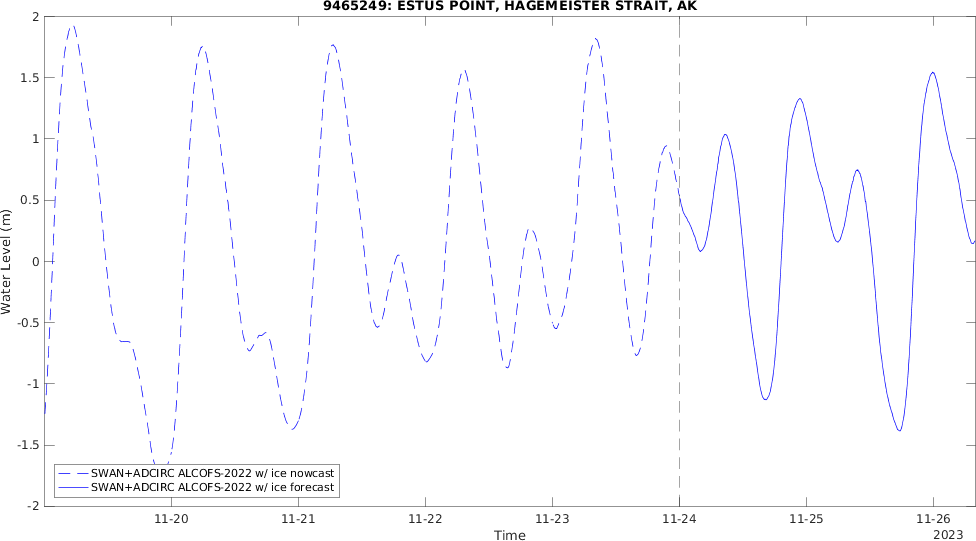 9465249: ESTUS POINT, HAGEMEISTER STRAIT, AK
Water Level (m)
2
1.5
1
0.5
0
-0.5
-1
-1.5
-2
SWAN+ADCIRC ALCOFS-2022 w/ ice nowcast
SWAN+ADCIRC ALCOFS-2022 w/ ice forecast
11-20 11-21 11-22 11-23 11-24 11-25 11-26
Time
2023